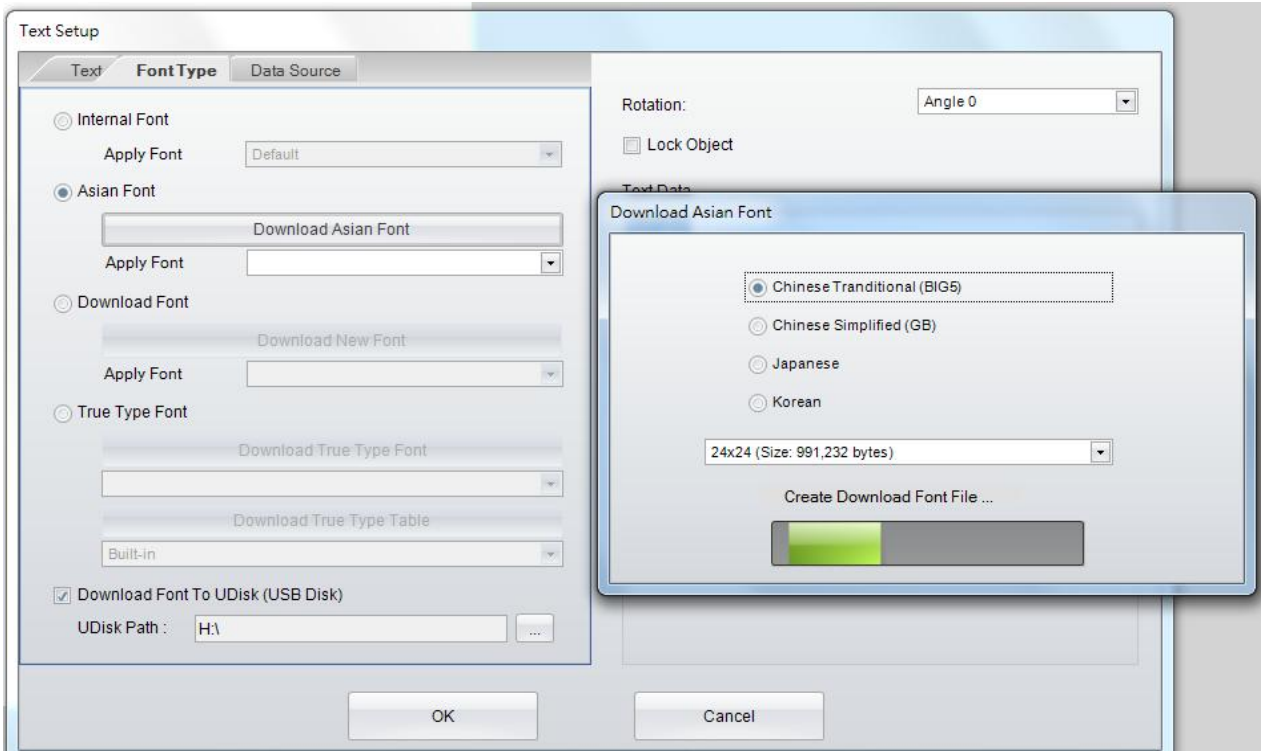 Text Setup
Text
Font Type
Data Source
Internal Font
Apply Font
Default
Asian Font
Download Asian Font
Apply Font
Download Font
Download New Font
Apply Font
True Type Font
Download True Type Font
Download True Type Table
Built-in
Download Font To UDisk (USB Disk)
UDisk Path :
H:\
...
Rotation:
Angle 0
Lock Object
Text Data
Download Asian Font
Chinese Tranditional (BIG5)
Chinese Simplified (GB)
Japanese
Korean
24x24 (Size: 991,232 bytes)
Create Download Font File ...
OK
Cancel